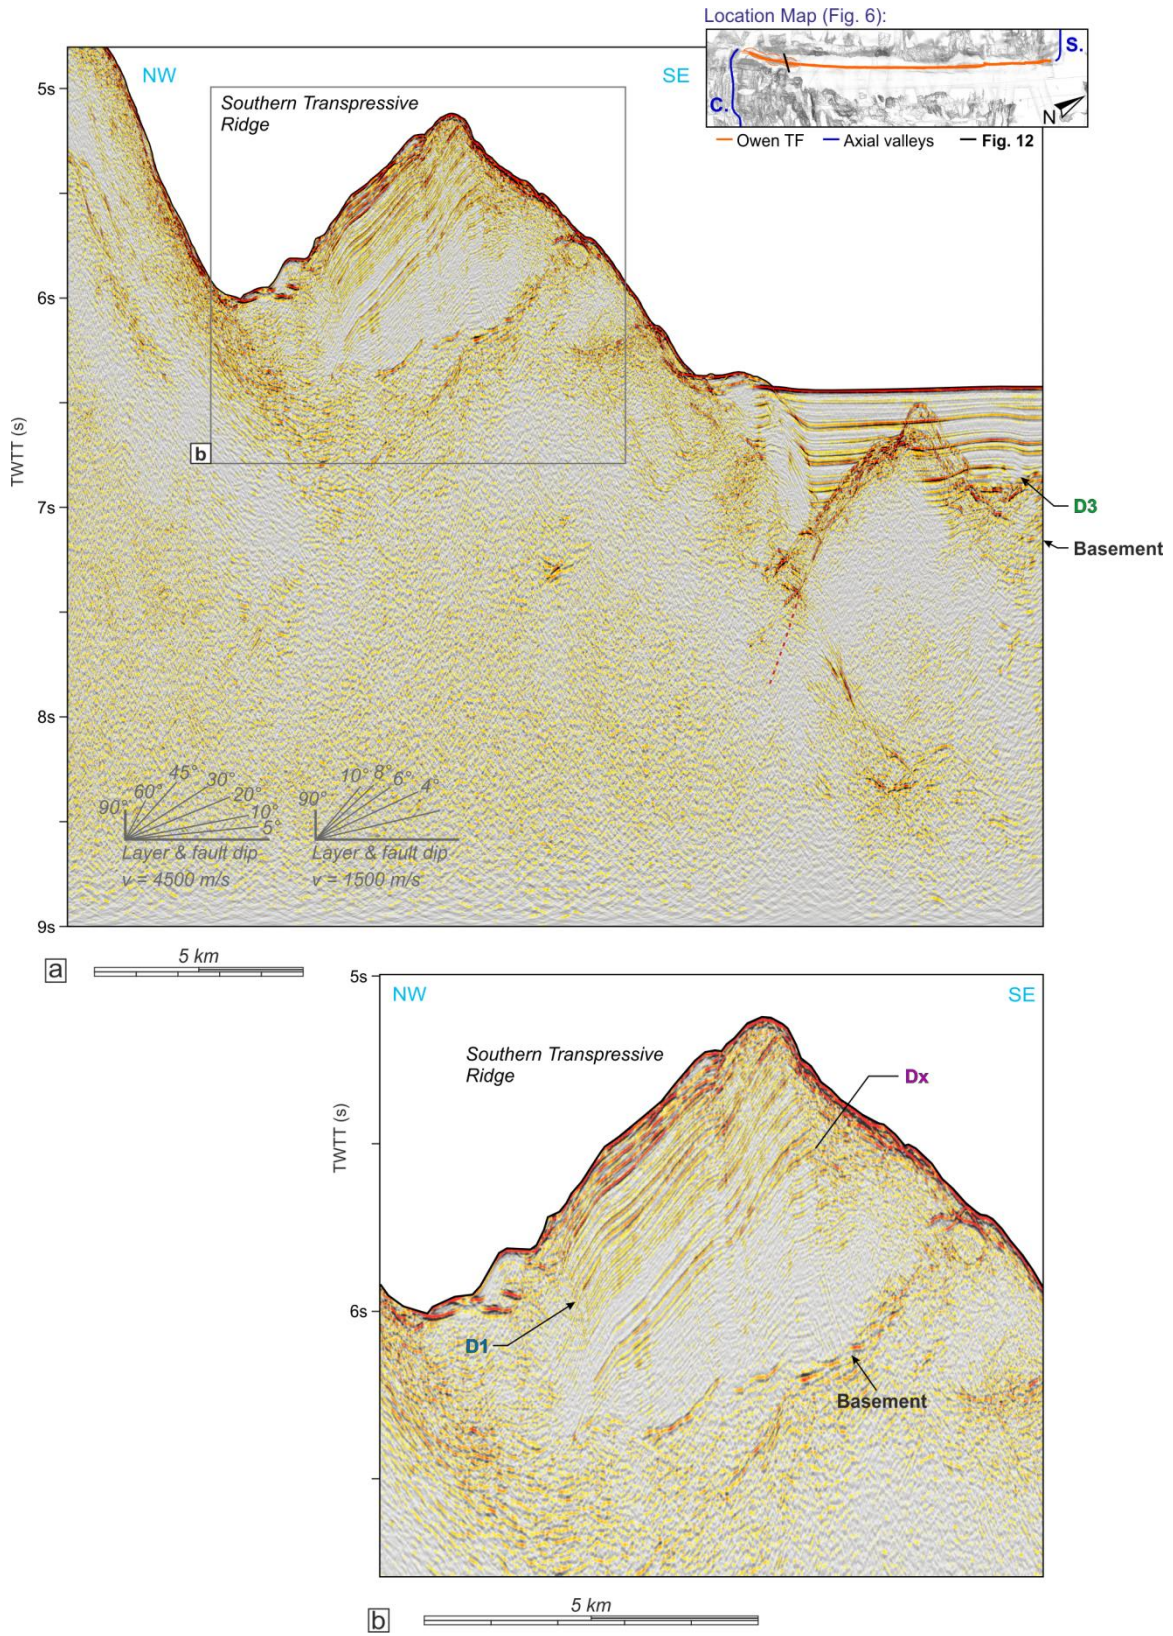 Location Map (Fig. 6):
S.
C.
N
Owen TF
Axial valleys
Fig. 12
NW
SE
Southern Transpressive
Ridge
5s
6s
7s
8s
9s
TWTT (s)
b
D3
Basement
90°
60°
45°
30°
20°
10°
5°
Layer & fault dip
v = 4500 m/s
90°
10°
8°
6°
4°
Layer & fault dip
v = 1500 m/s
a
5 km
5s
6s
TWTT (s)
NW
SE
Southern Transpressive
Ridge
Dx
D1
Basement
b
5 km